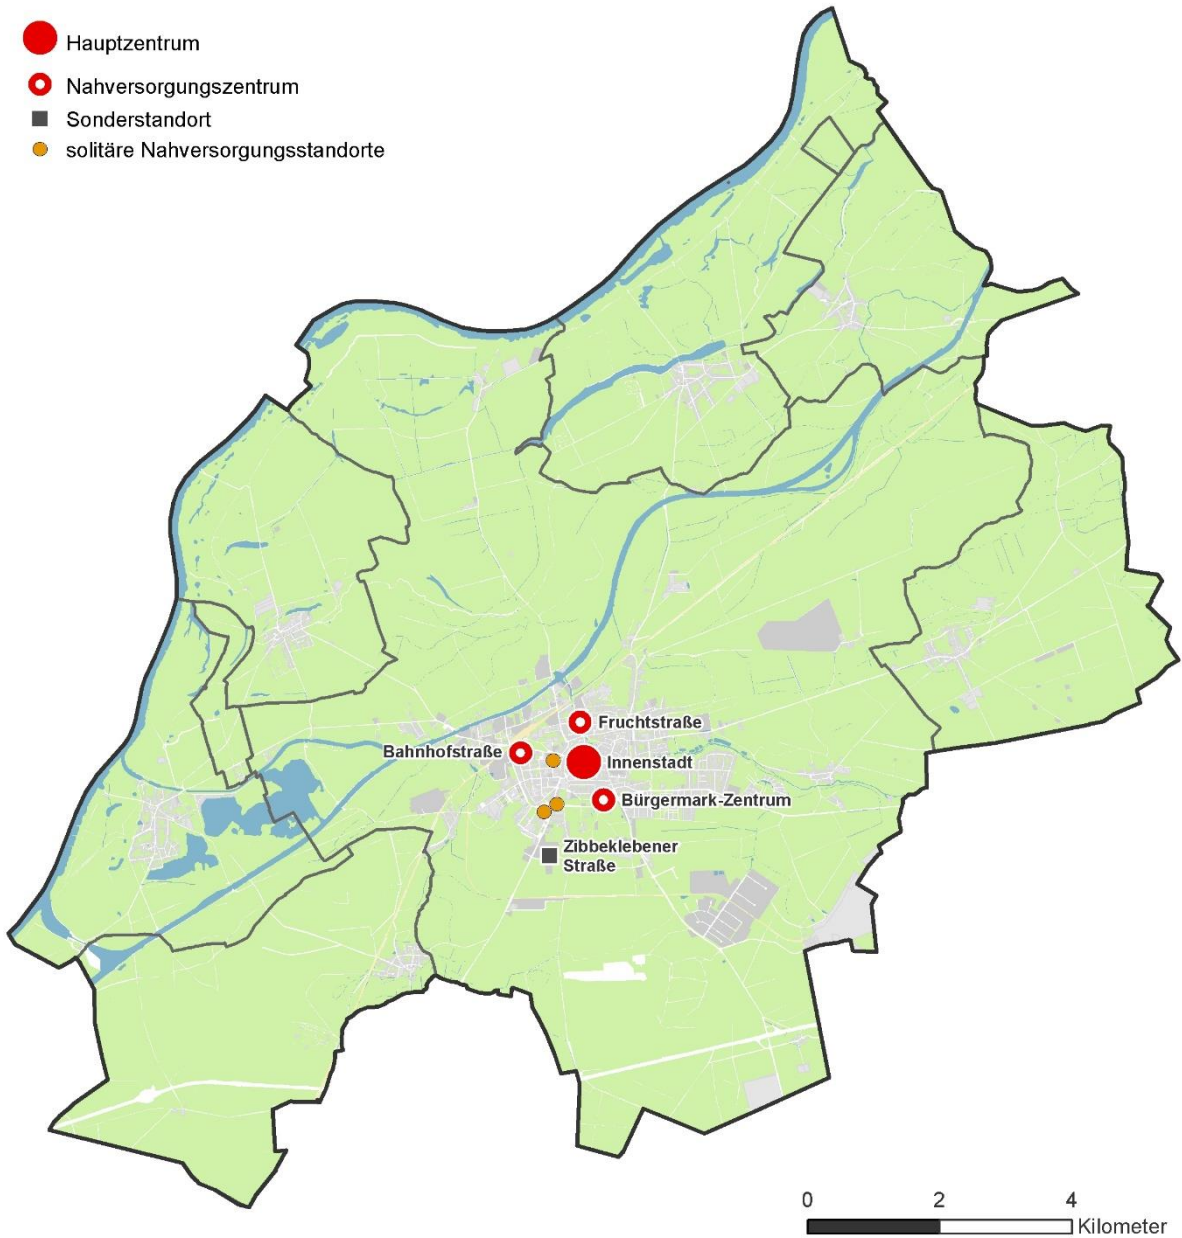 Hauptzentrum
Nahversorgungszentrum
Sonderstandort
solitäre Nahversorgungsstandorte
Fruchtstraße
Bahnhofstraße
Innenstadt
Bürgermark-Zentrum
Zibbeklebener
Straße
0 2 4
Kilometer